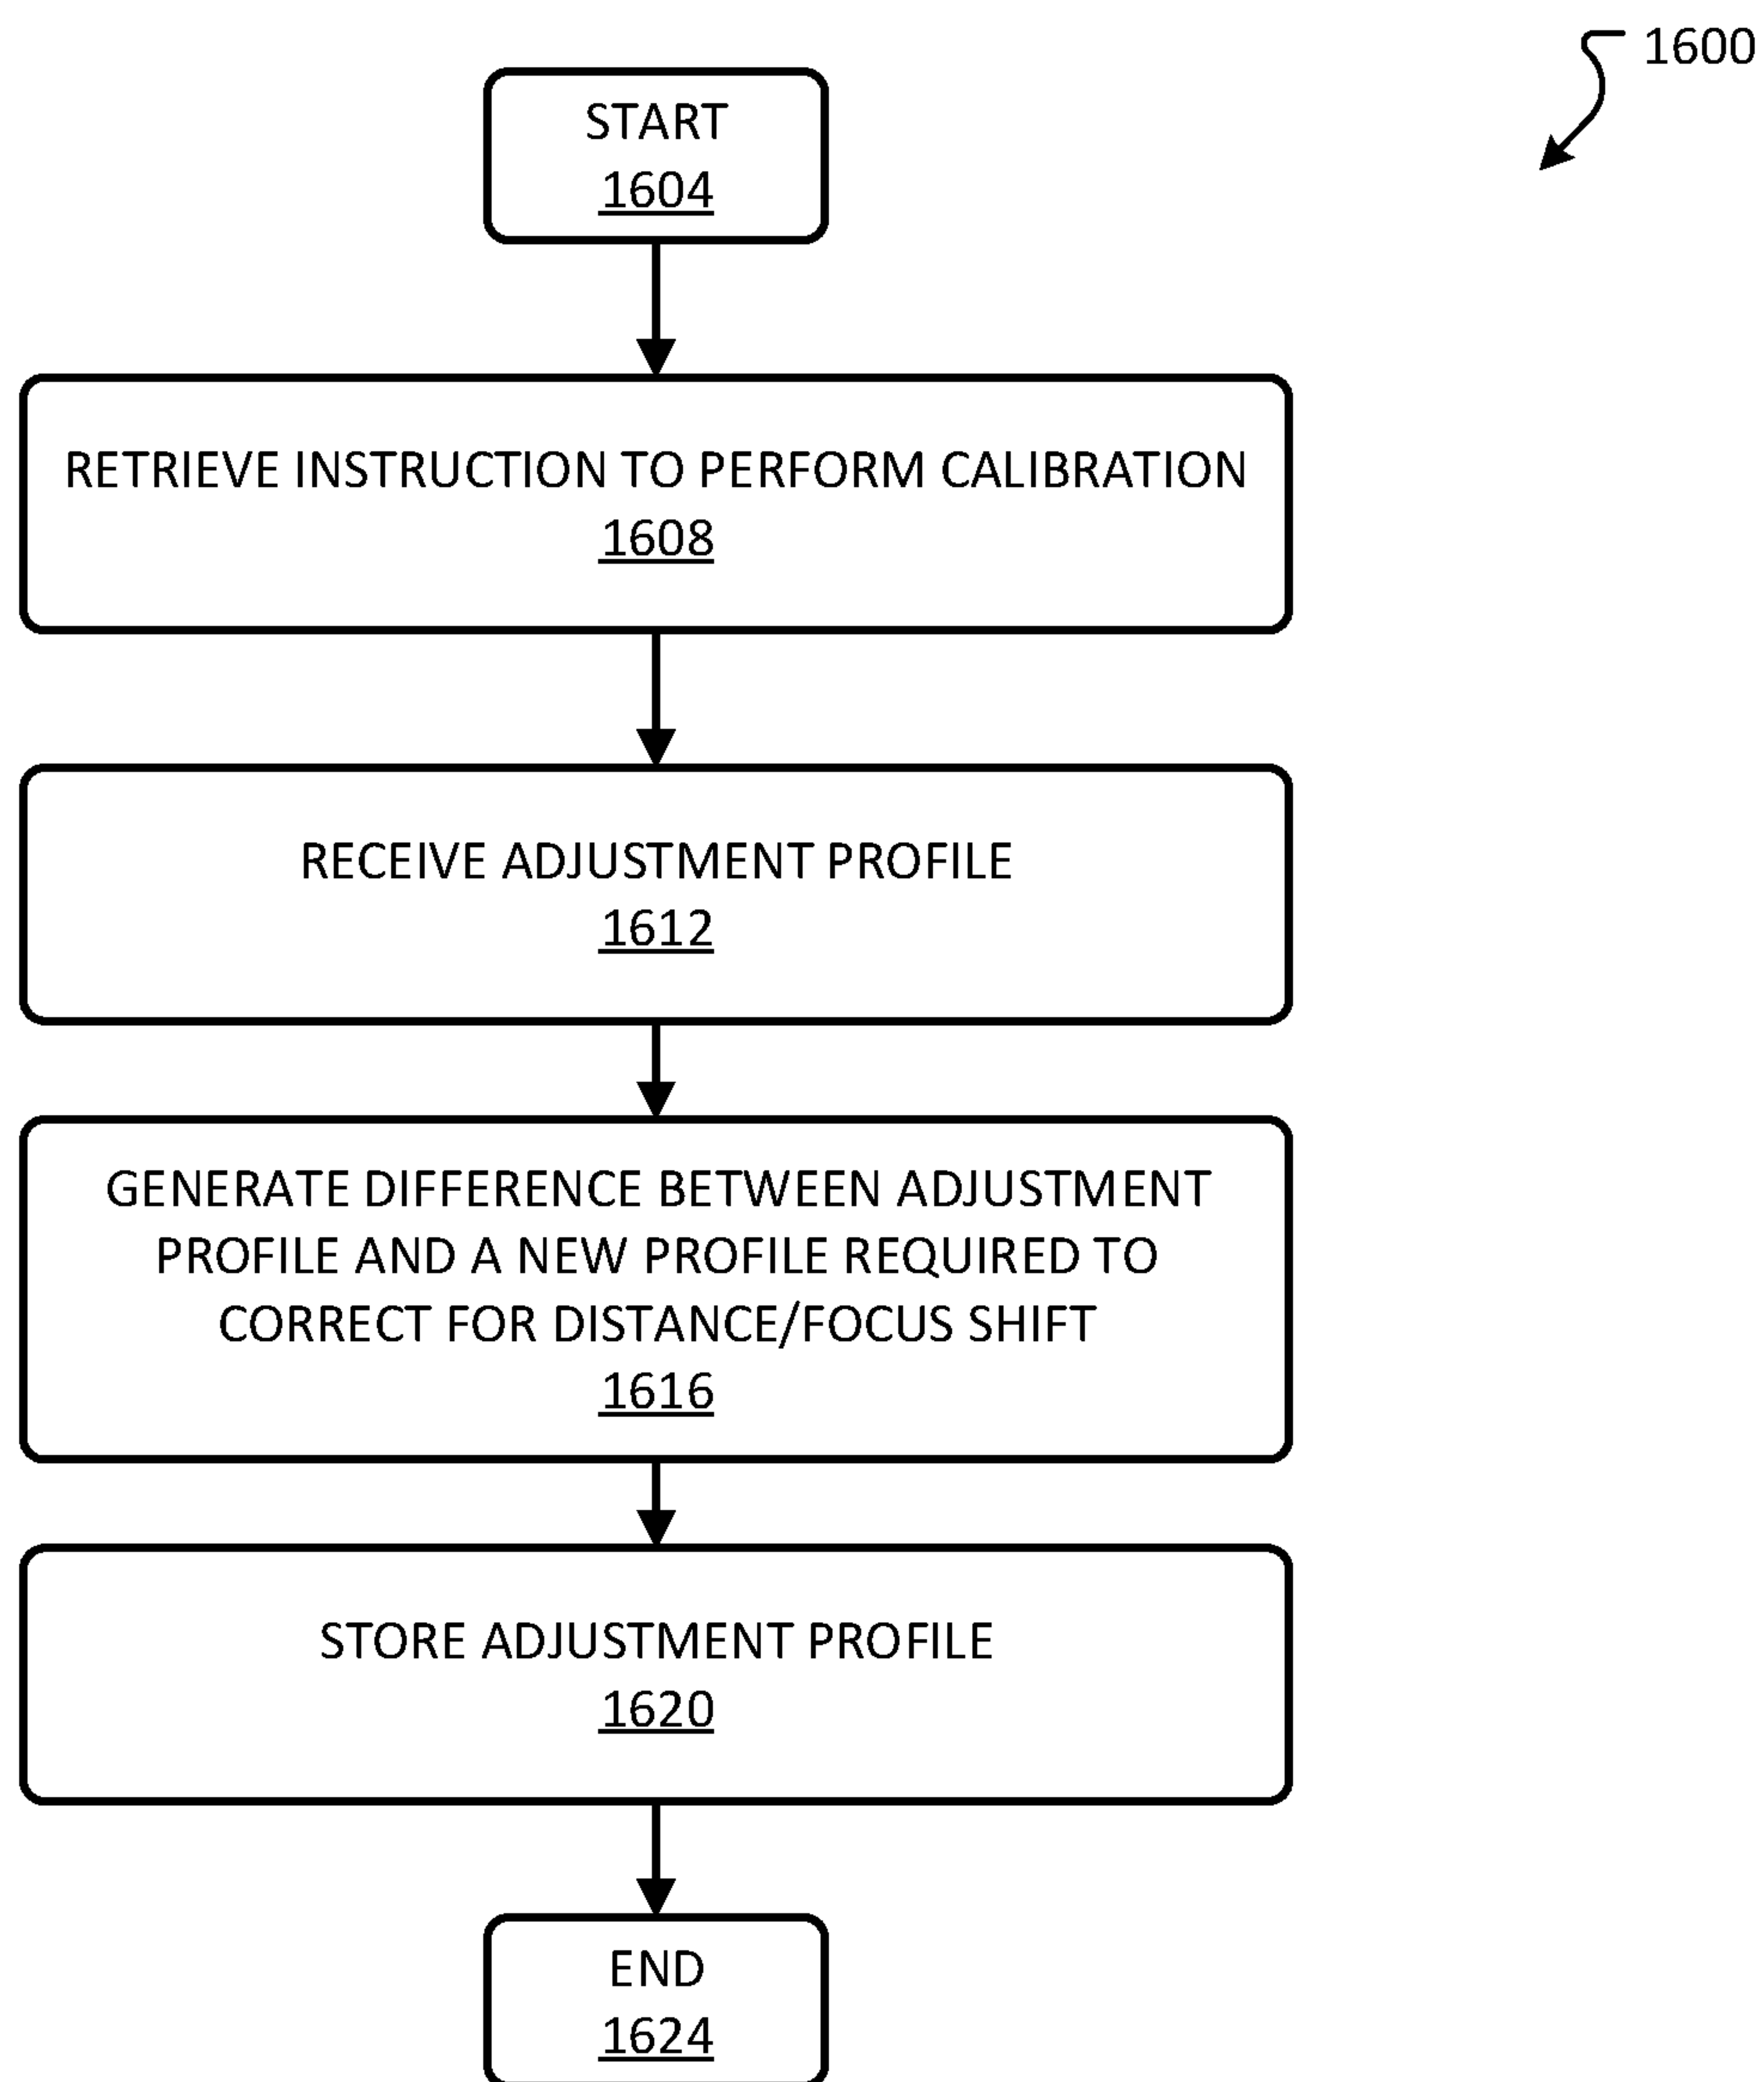 1600
START
1604
RETRIEVE INSTRUCTION TO PERFORM CALIBRATION
1608
RECEIVE ADJUSTMENT PROFILE
1612
GENERATE DIFFERENCE BETWEEN ADJUSTMENT
PROFILE AND A NEW PROFILE REQUIRED TO
CORRECT FOR DISTANCE/FOCUS SHIFT
1616
STORE ADJUSTMENT PROFILE
1620
END
1624